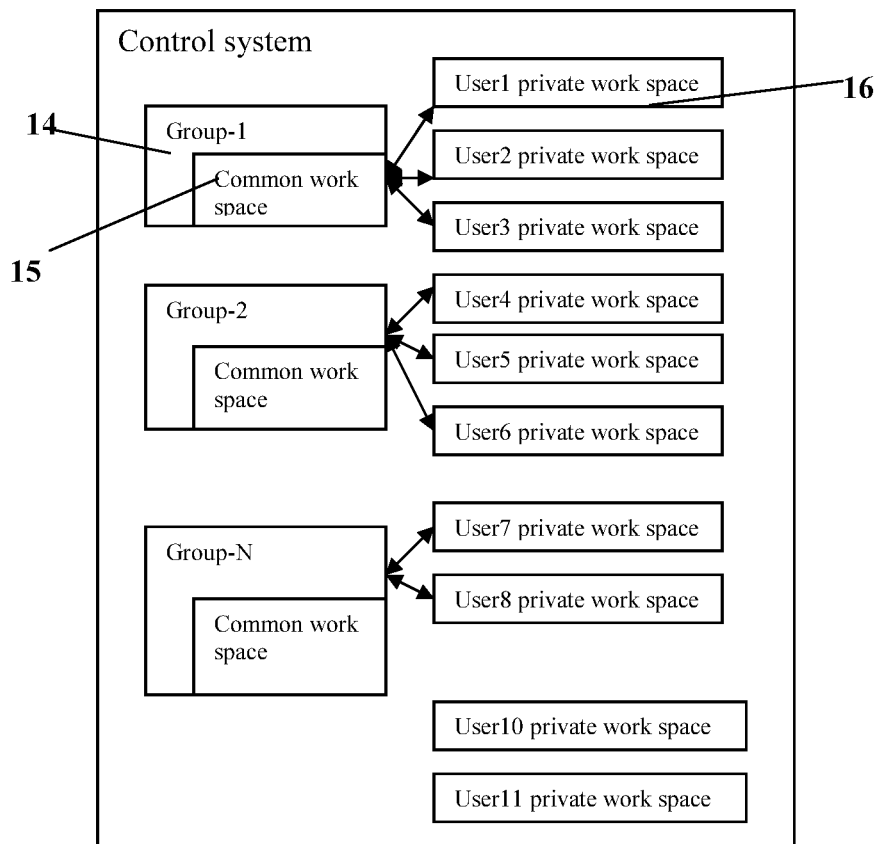 Control system
User1 private work space
16
14
Group-1
User2 private work space
Common work
space
User3 private work space
15
Group-2
User4 private work space
User5 private work space
Common work
space
User6 private work space
User7 private work space
Group-N
User8 private work space
Common work
space
User10 private work space
User11 private work space